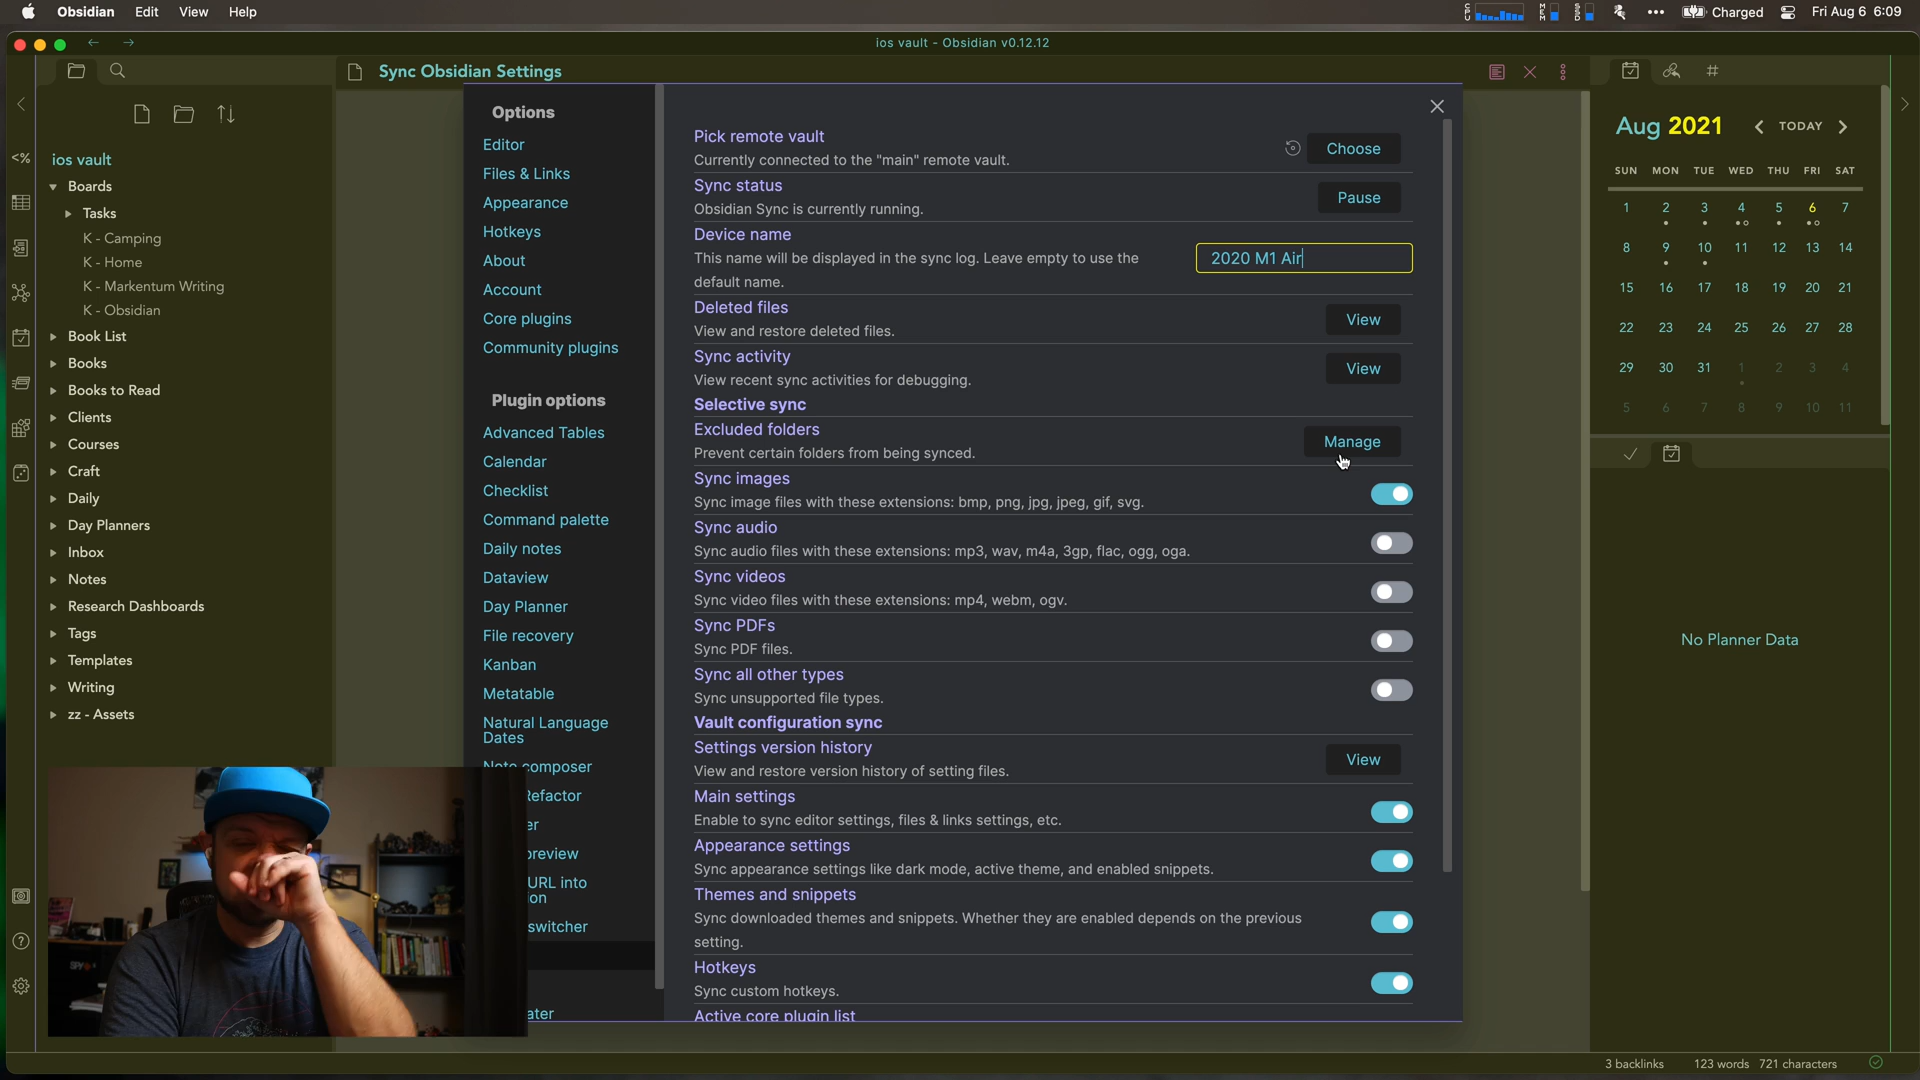 Obsidian Edit View Help
Charged Fri Aug 6 6:09
ios vault - Obsidian v0.12.12
Sync Obsidian Settings
ios vault
Boards
Tasks
K - Camping
K - Home
K - Markentum Writing
K - Obsidian
Book List
Books
Books to Read
Clients
Courses
Craft
Daily
Day Planners
Inbox
Notes
Research Dashboards
Tags
Templates
Writing
zz - Assets
Options
Editor
Files & Links
Appearance
Hotkeys
About
Account
Core plugins
Community plugins
Plugin options
Advanced Tables
Calendar
Checklist
Command palette
Daily notes
Dataview
Day Planner
File recovery
Kanban
Metatable
Natural Language
Dates
Note composer
Refactor
er
preview
URL into
ion
switcher
ater
Pick remote vault
Currently connected to the "main" remote vault.
Choose
Sync status
Obsidian Sync is currently running.
Pause
Device name
This name will be displayed in the sync log. Leave empty to use the
default name.
2020 M1 Air
Deleted files
View and restore deleted files.
View
Sync activity
View recent sync activities for debugging.
View
Selective sync
Excluded folders
Prevent certain folders from being synced.
Manage
Sync images
Sync image files with these extensions: bmp, png, jpg, jpeg, gif, svg.
Sync audio
Sync audio files with these extensions: mp3, wav, m4a, 3gp, flac, ogg, oga.
Sync videos
Sync video files with these extensions: mp4, webm, ogv.
Sync PDFs
Sync PDF files.
Sync all other types
Sync unsupported file types.
Vault configuration sync
Settings version history
View and restore version history of setting files.
View
Main settings
Enable to sync editor settings, files & links settings, etc.
Appearance settings
Sync appearance settings like dark mode, active theme, and enabled snippets.
Themes and snippets
Sync downloaded themes and snippets. Whether they are enabled depends on the previous
setting.
Hotkeys
Sync custom hotkeys.
Active core plugin list
Aug 2021
TODAY
SUN MON TUE WED THU FRI SAT
1 2 3 4 5 6 7
8 9 10 11 12 13 14
15 16 17 18 19 20 21
22 23 24 25 26 27 28
29 30 31 1 2 3 4
5 6 7 8 9 10 11
No Planner Data
3 backlinks 123 words 721 characters